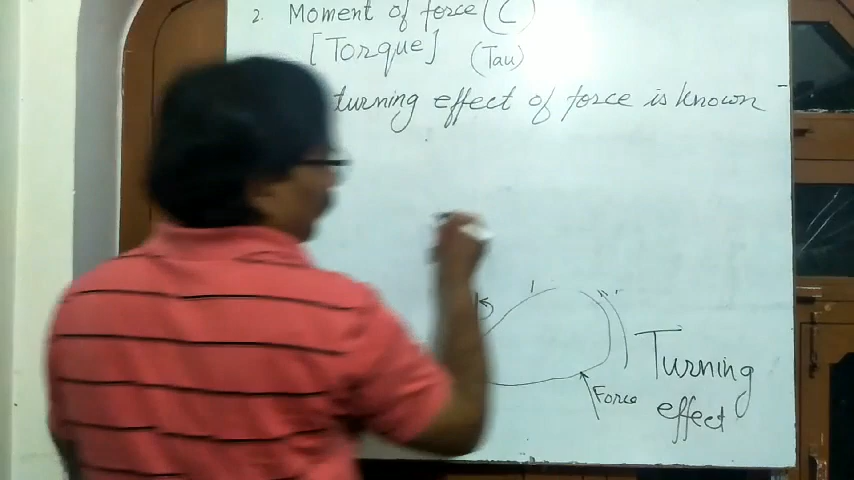 2. Moment of force (τ)
[Torque] (Tau)
turning effect of force is known
Force
Turning
effect